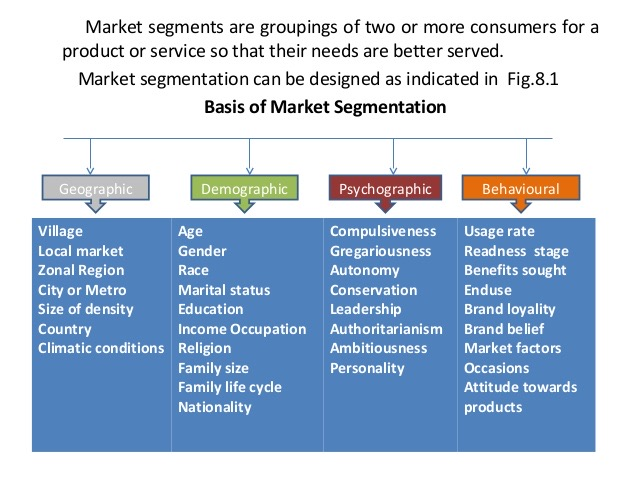 Market segments are groupings of two or more consumers for a
product or service so that their needs are better served.
Market segmentation can be designed as indicated in Fig.8.1
Basis of Market Segmentation
Geographic
Village
Local market
Zonal Region
City or Metro
Size of density
Country
Climatic conditions
Demographic
Age
Gender
Race
Marital status
Education
Income Occupation
Religion
Family size
Family life cycle
Nationality
Psychographic
Compulsiveness
Gregariousness
Autonomy
Conservation
Leadership
Authoritarianism
Ambitiousness
Personality
Behavioural
Usage rate
Readness stage
Benefits sought
Enduse
Brand loyality
Brand belief
Market factors
Occasions
Attitude towards
products